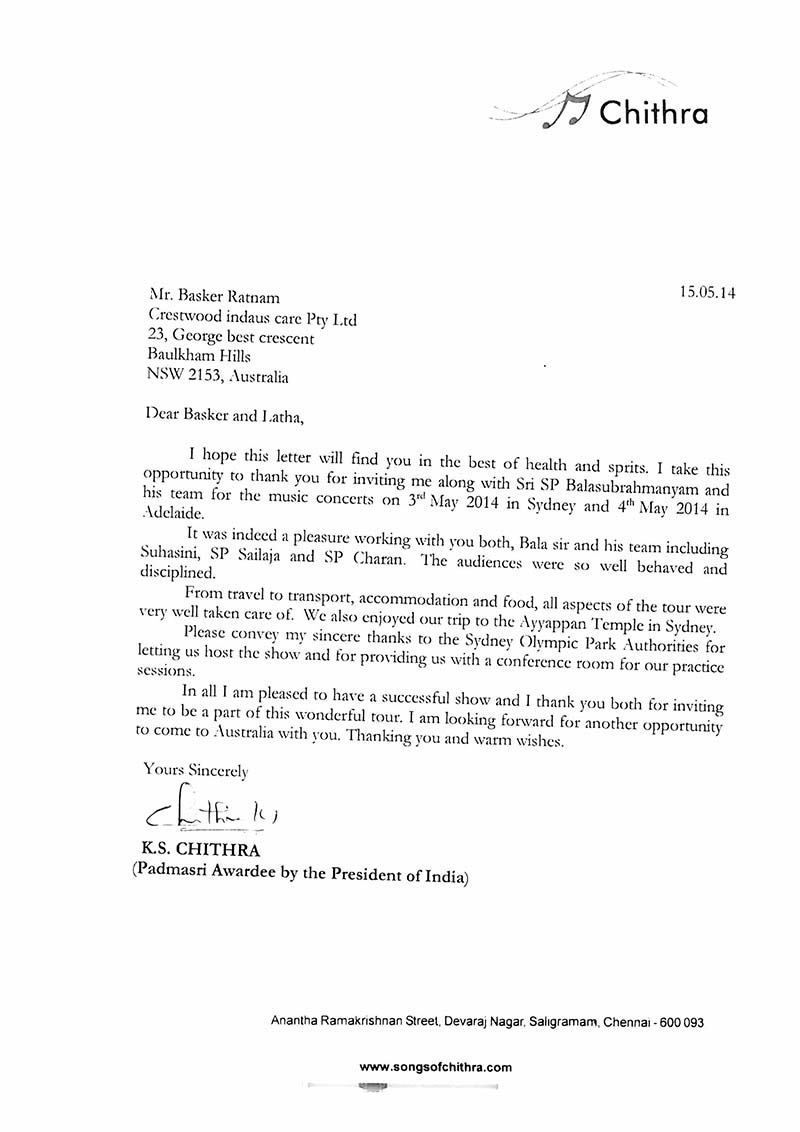 Chithra
15.05.14
Mr. Basker Ratnam
Crestwood indaus care Pty Ltd
23, George best crescent
Baulkham Hills
NSW 2153, Australia
Dear Basker and Latha,
I hope this letter will find you in the best of health and sprits. I take this
opportunity to thank you for inviting me along with Sri SP Balasubrahmanyam and
his team for the music concerts on 3rd May 2014 in Sydney and 4th May 2014 in
Adelaide.
It was indeed a pleasure working with you both, Bala sir and his team including
Suhasini, SP Sailaja and SP Charan. The audiences were so well behaved and
disciplined.
From travel to transport, accommodation and food, all aspects of the tour were
very well taken care of. We also enjoyed our trip to the Ayyappan Temple in Sydney.
Please convey my sincere thanks to the Sydney Olympic Park Authorities for
letting us host the show and for providing us with a conference room for our practice
sessions.
In all I am pleased to have a successful show and I thank you both for inviting
me to be a part of this wonderful tour. I am looking forward for another opportunity
to come to Australia with you. Thanking you and warm wishes.
Yours Sincerely
K.S. CHITHRA
(Padmasri Awardee by the President of India)
Anantha Ramakrishnan Street, Devaraj Nagar, Saligramam, Chennai - 600 093
www.songsofchithra.com